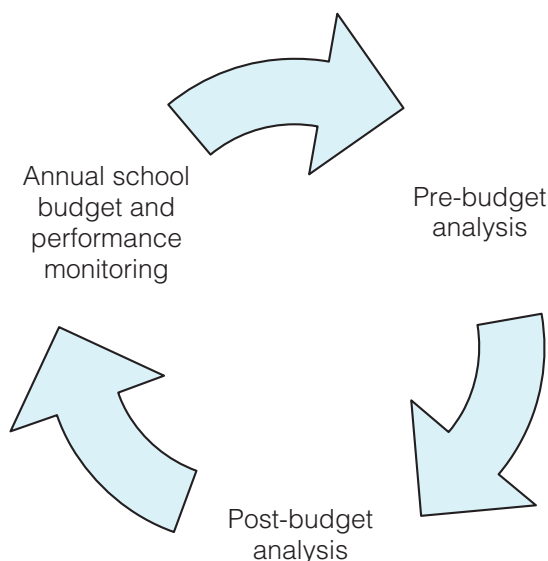 Annual school
budget and
performance
monitoring
Pre-budget
analysis
Post-budget
analysis